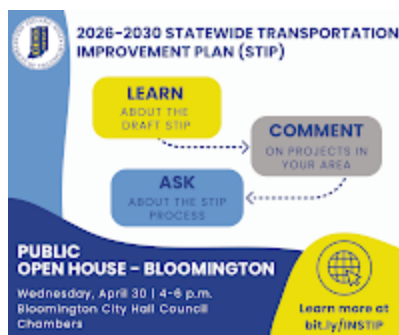 2026-2030 STATEWIDE TRANSPORTATION
IMPROVEMENT PLAN (STIP)
LEARN
ABOUT THE
DRAFT STIP
COMMENT
ON PROJECTS IN
YOUR AREA
ASK
ABOUT THE STIP
PROCESS
PUBLIC
OPEN HOUSE - BLOOMINGTON
Wednesday, April 30 | 4-6 p.m.
Bloomington City Hall Council
Chambers
Learn more at
bit.ly/INSTIP